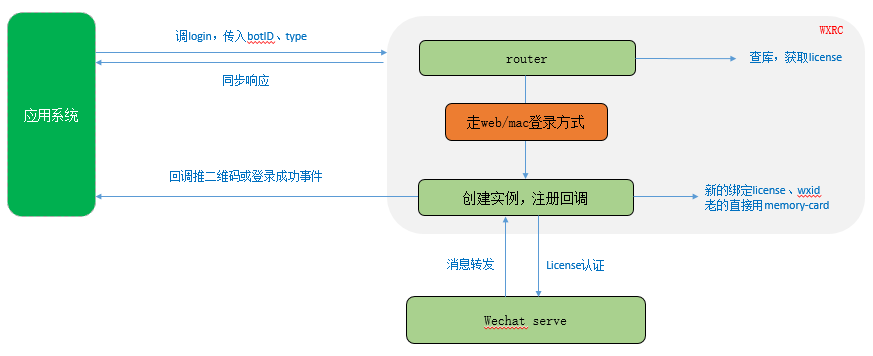 WXRC
调login，传入botID、type
router
查库，获取license
同步响应
应用系统
走web/mac登录方式
回调推二维码或登录成功事件
创建实例，注册回调
新的绑定license、wxid
老的直接用memory-card
消息转发
License认证
Wechat serve